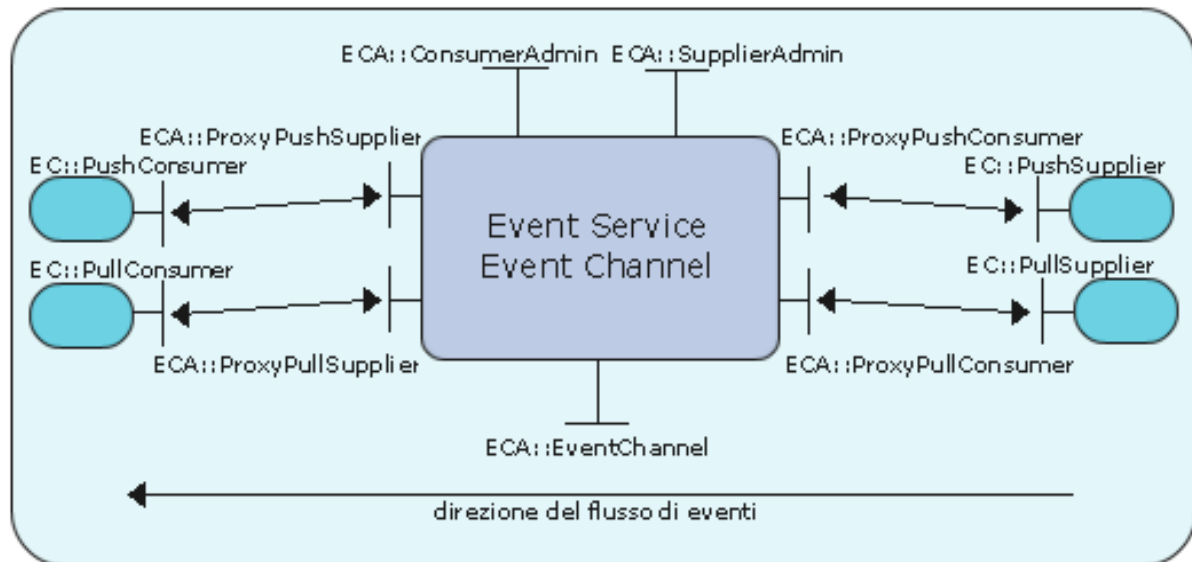 ECA::ConsumerAdmin ECA::SupplierAdmin
ECA::ProxyPushSupplier
ECA::ProxyPushConsumer
EC::PushConsumer
EC::PushSupplier
Event Service
Event Channel
EC::PullConsumer
EC::PullSupplier
ECA::ProxyPullSupplier
ECA::ProxyPullConsumer
ECA::EventChannel
direzione del flusso di eventi